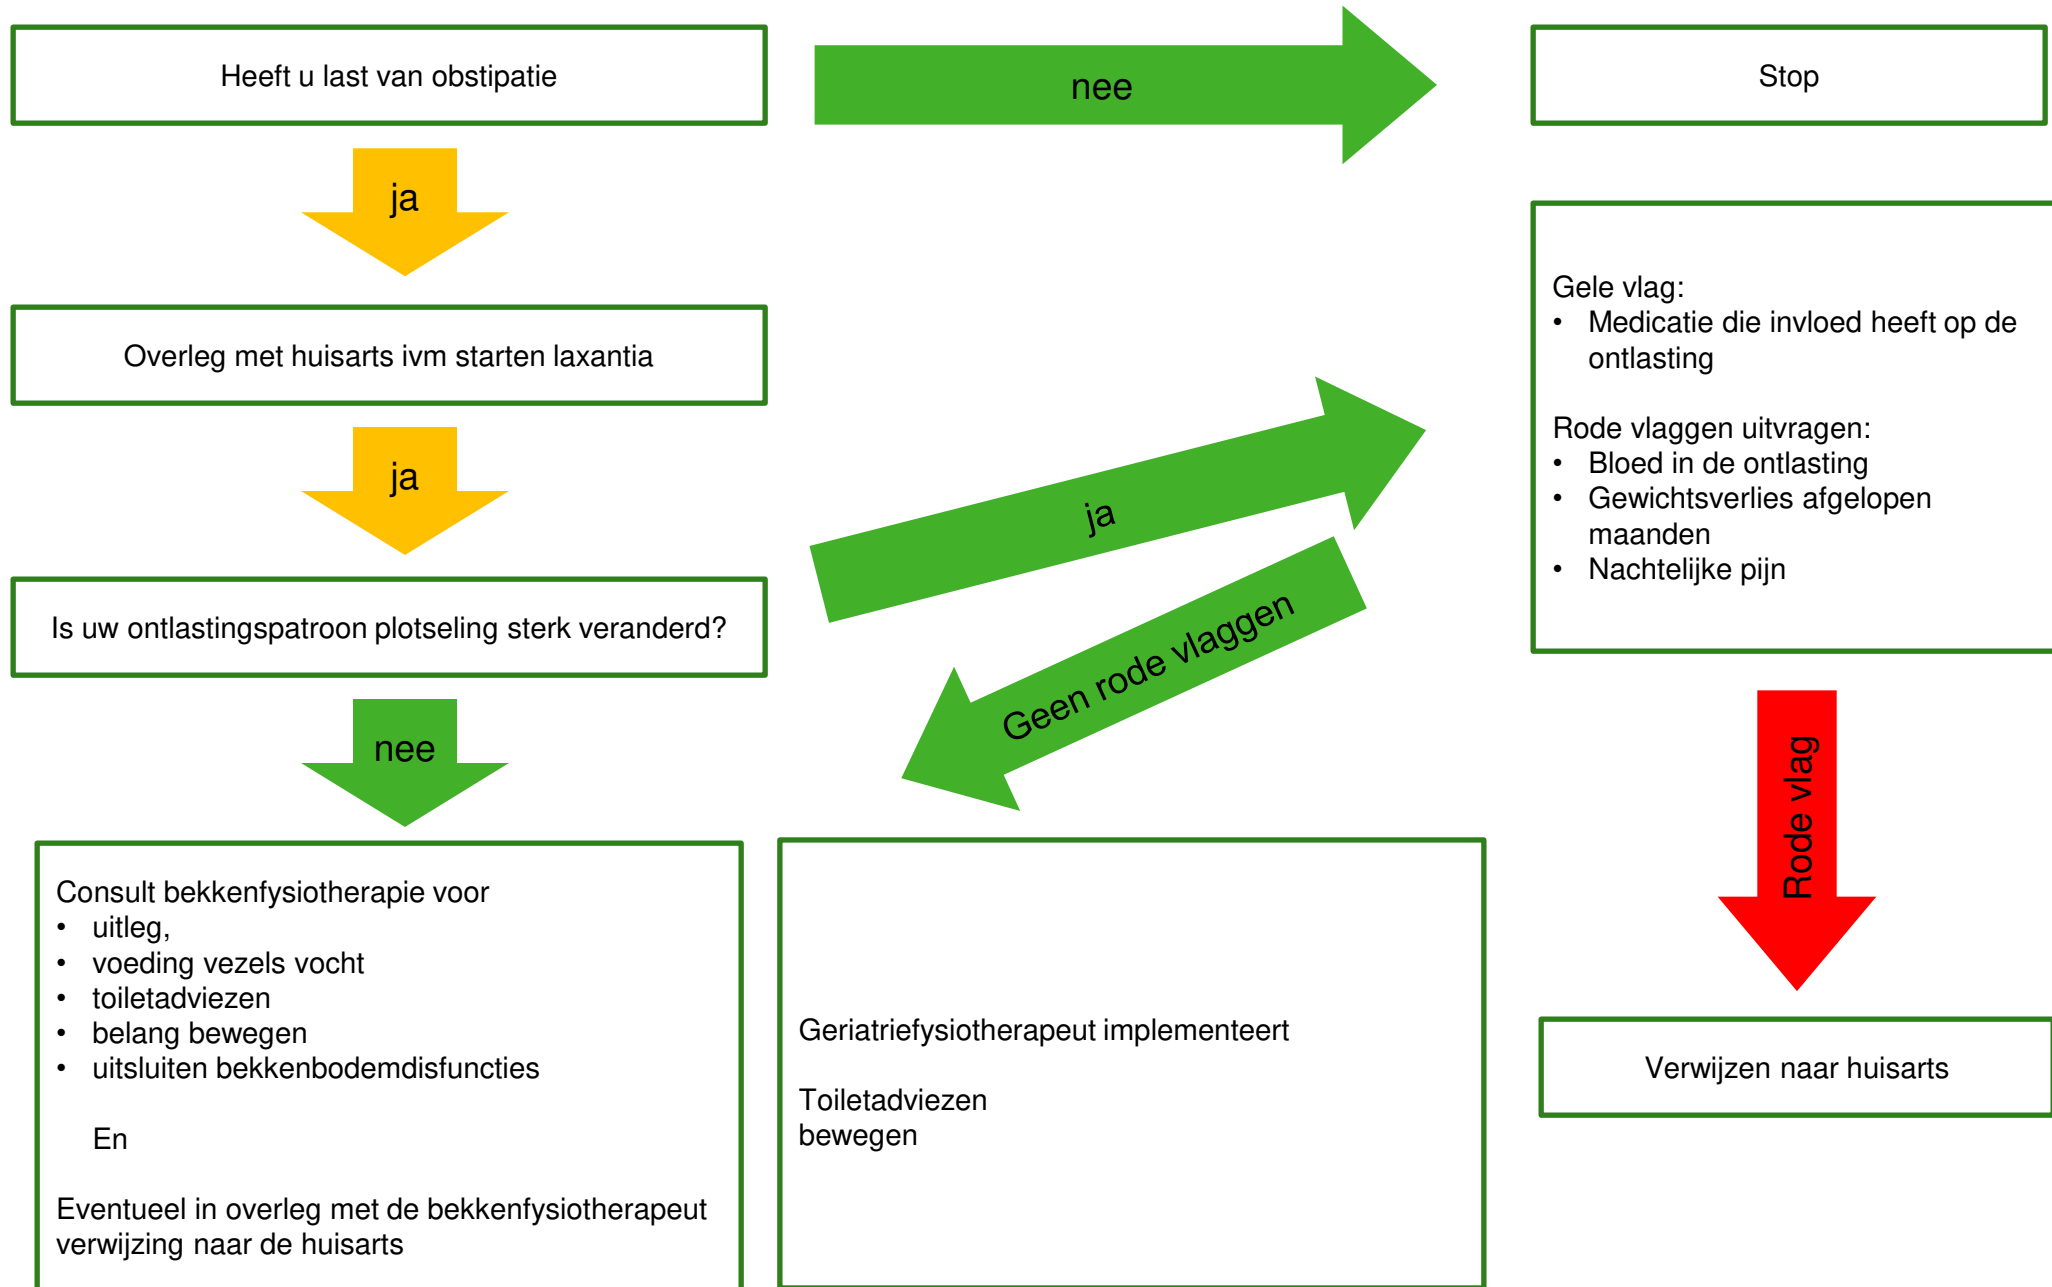 Heeft u last van obstipatie
nee
Stop
ja
Overleg met huisarts ivm starten laxantia
ja
Is uw ontlastingspatroon plotseling sterk veranderd?
ja
Gele vlag:
• Medicatie die invloed heeft op de
ontlasting
Rode vlaggen uitvragen:
• Bloed in de ontlasting
• Gewichtsverlies afgelopen
maanden
• Nachtelijke pijn
Geen rode vlaggen
nee
Rode vlag
Consult bekkenfysiotherapie voor
• uitleg,
• voeding vezels vocht
• toiletadviezen
• belang bewegen
• uitsluiten bekkenbodemdisfuncties
En
Eventueel in overleg met de bekkenfysiotherapeut
verwijzing naar de huisarts
Geriatriefysiotherapeut implementeert
Toiletadviezen
bewegen
Verwijzen naar huisarts